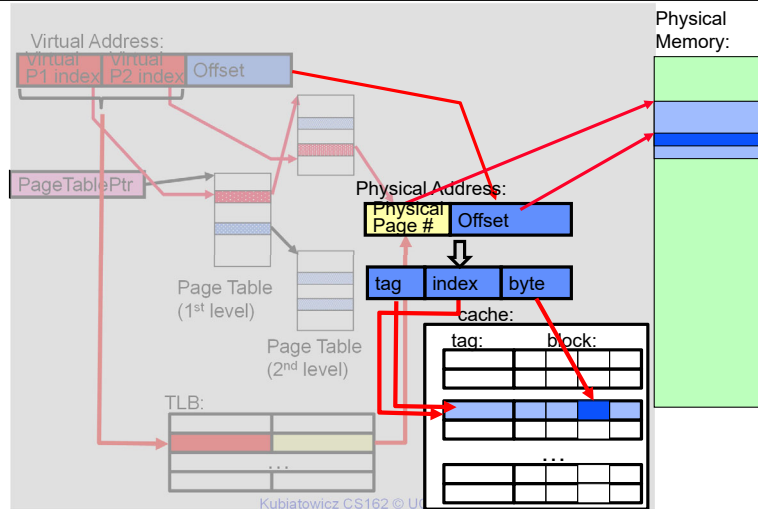 Physical
Memory:
Virtual Address:
Virtual
P1 index
Virtual
P2 index
Offset
PageTablePtr
Physical Address:
Physical
Page #
Offset
tag
index
byte
cache:
tag:
block:
Page Table
(1st level)
Page Table
(2nd level)
TLB:
...
...
Kubiatowicz CS162 ©